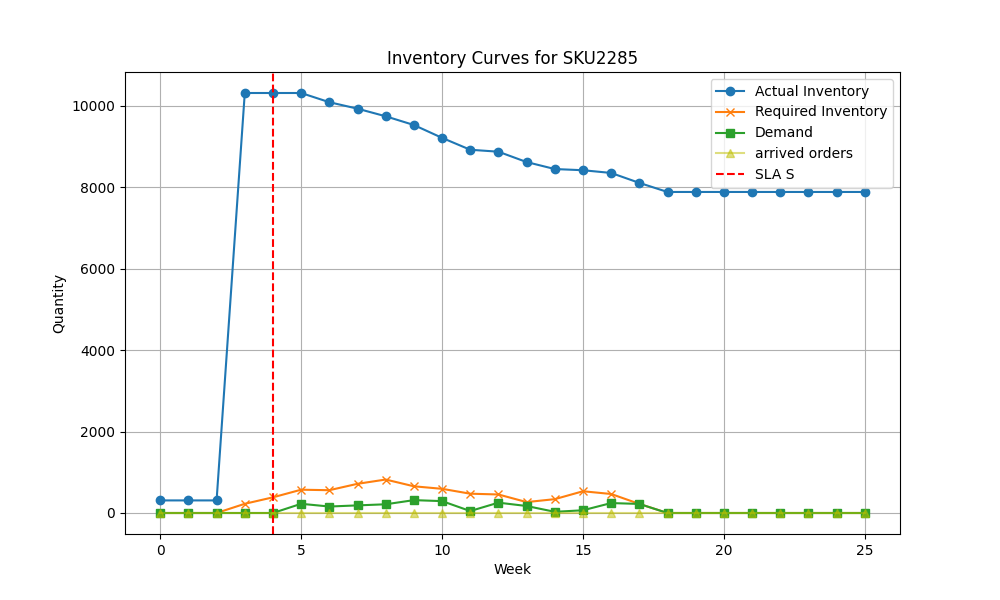 Inventory Curves for SKU2285
Actual Inventory
Required Inventory
Demand
arrived orders
SLA S
Quantity
10000
8000
6000
4000
2000
0
0
5
10
15
20
25
Week